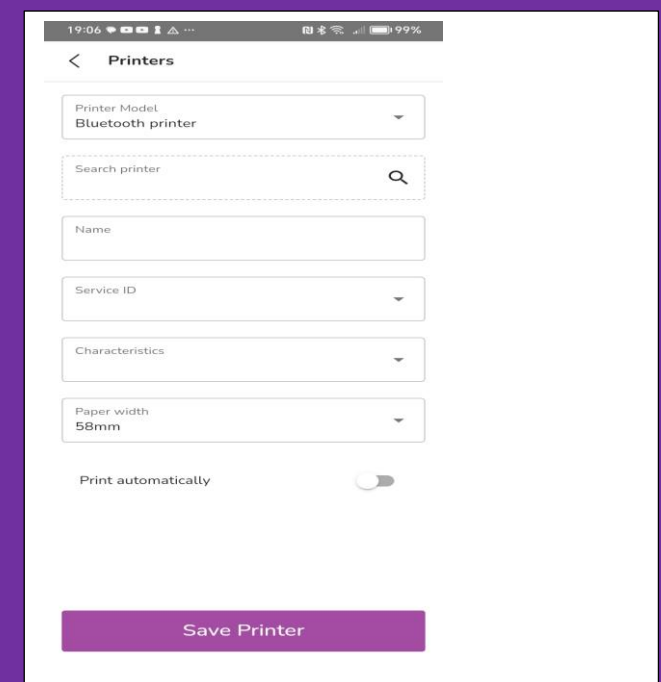 19:06 ... 99%
Printers
Printer Model
Bluetooth printer
Search printer
Name
Service ID
Characteristics
Paper width
58mm
Print automatically
Save Printer